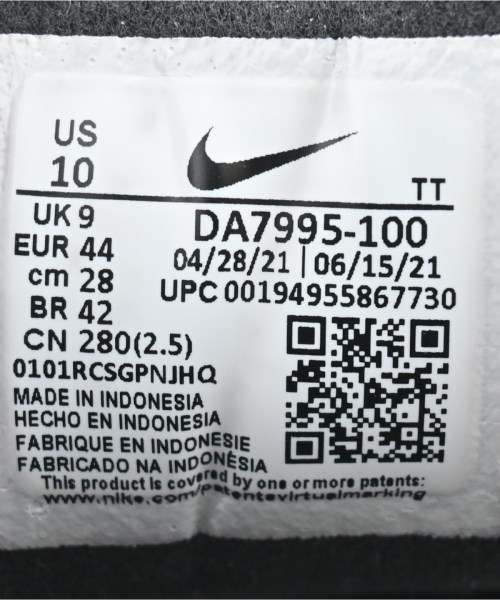 US
10
TT
UK 9
DA7995-100
EUR 44
04/28/21 | 06/15/21
cm 28
UPC 00194955867730
BR 42
CN 280(2.5)
0101RCSGPNJHQ
MADE IN INDONESIA
HECHO EN INDONESIA
FABRIQUE EN INDONESIE
FABRICADO NA INDONÉSIA
This product is covered by one or more patents:
www.nike.com/patentsvirtualmarking